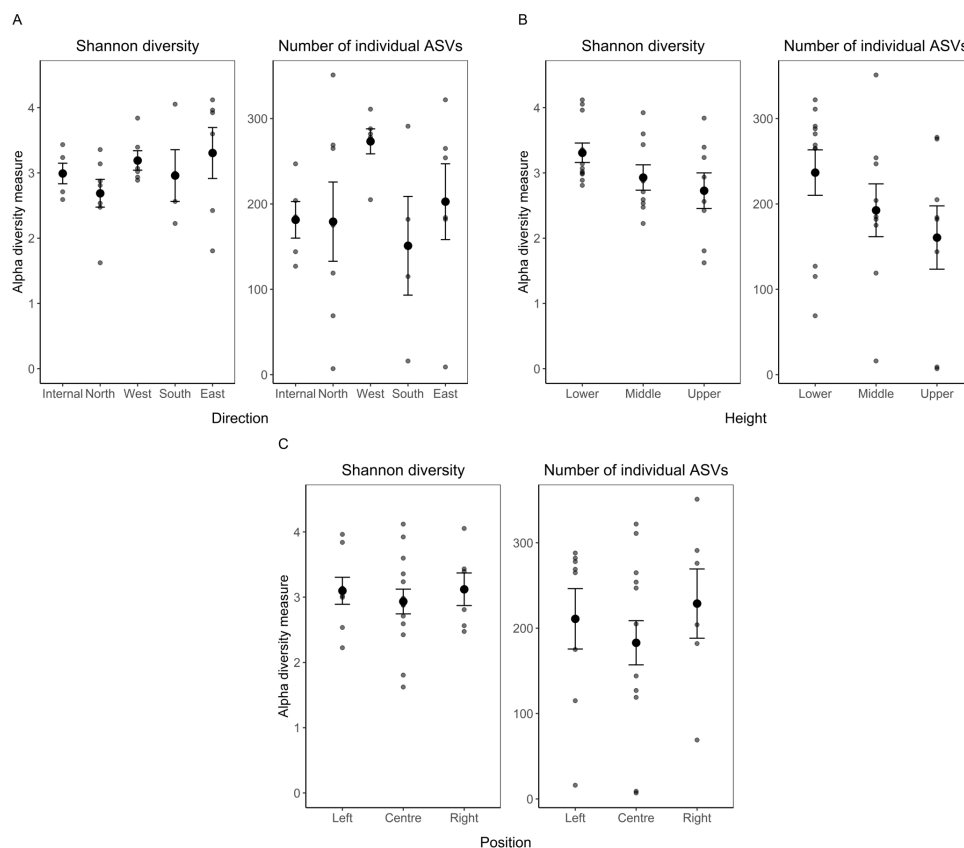 A
Shannon diversity
Number of individual ASVs
Alpha diversity measure
4
3
2
1
0
300
200
100
0
Internal North West South East
Internal North West South East
Direction
B
Shannon diversity
Number of individual ASVs
Alpha diversity measure
4
3
2
1
0
300
200
100
0
Lower Middle Upper
Lower Middle Upper
Height
C
Shannon diversity
Number of individual ASVs
Alpha diversity measure
4
3
2
1
0
300
200
100
0
Left Centre Right
Left Centre Right
Position